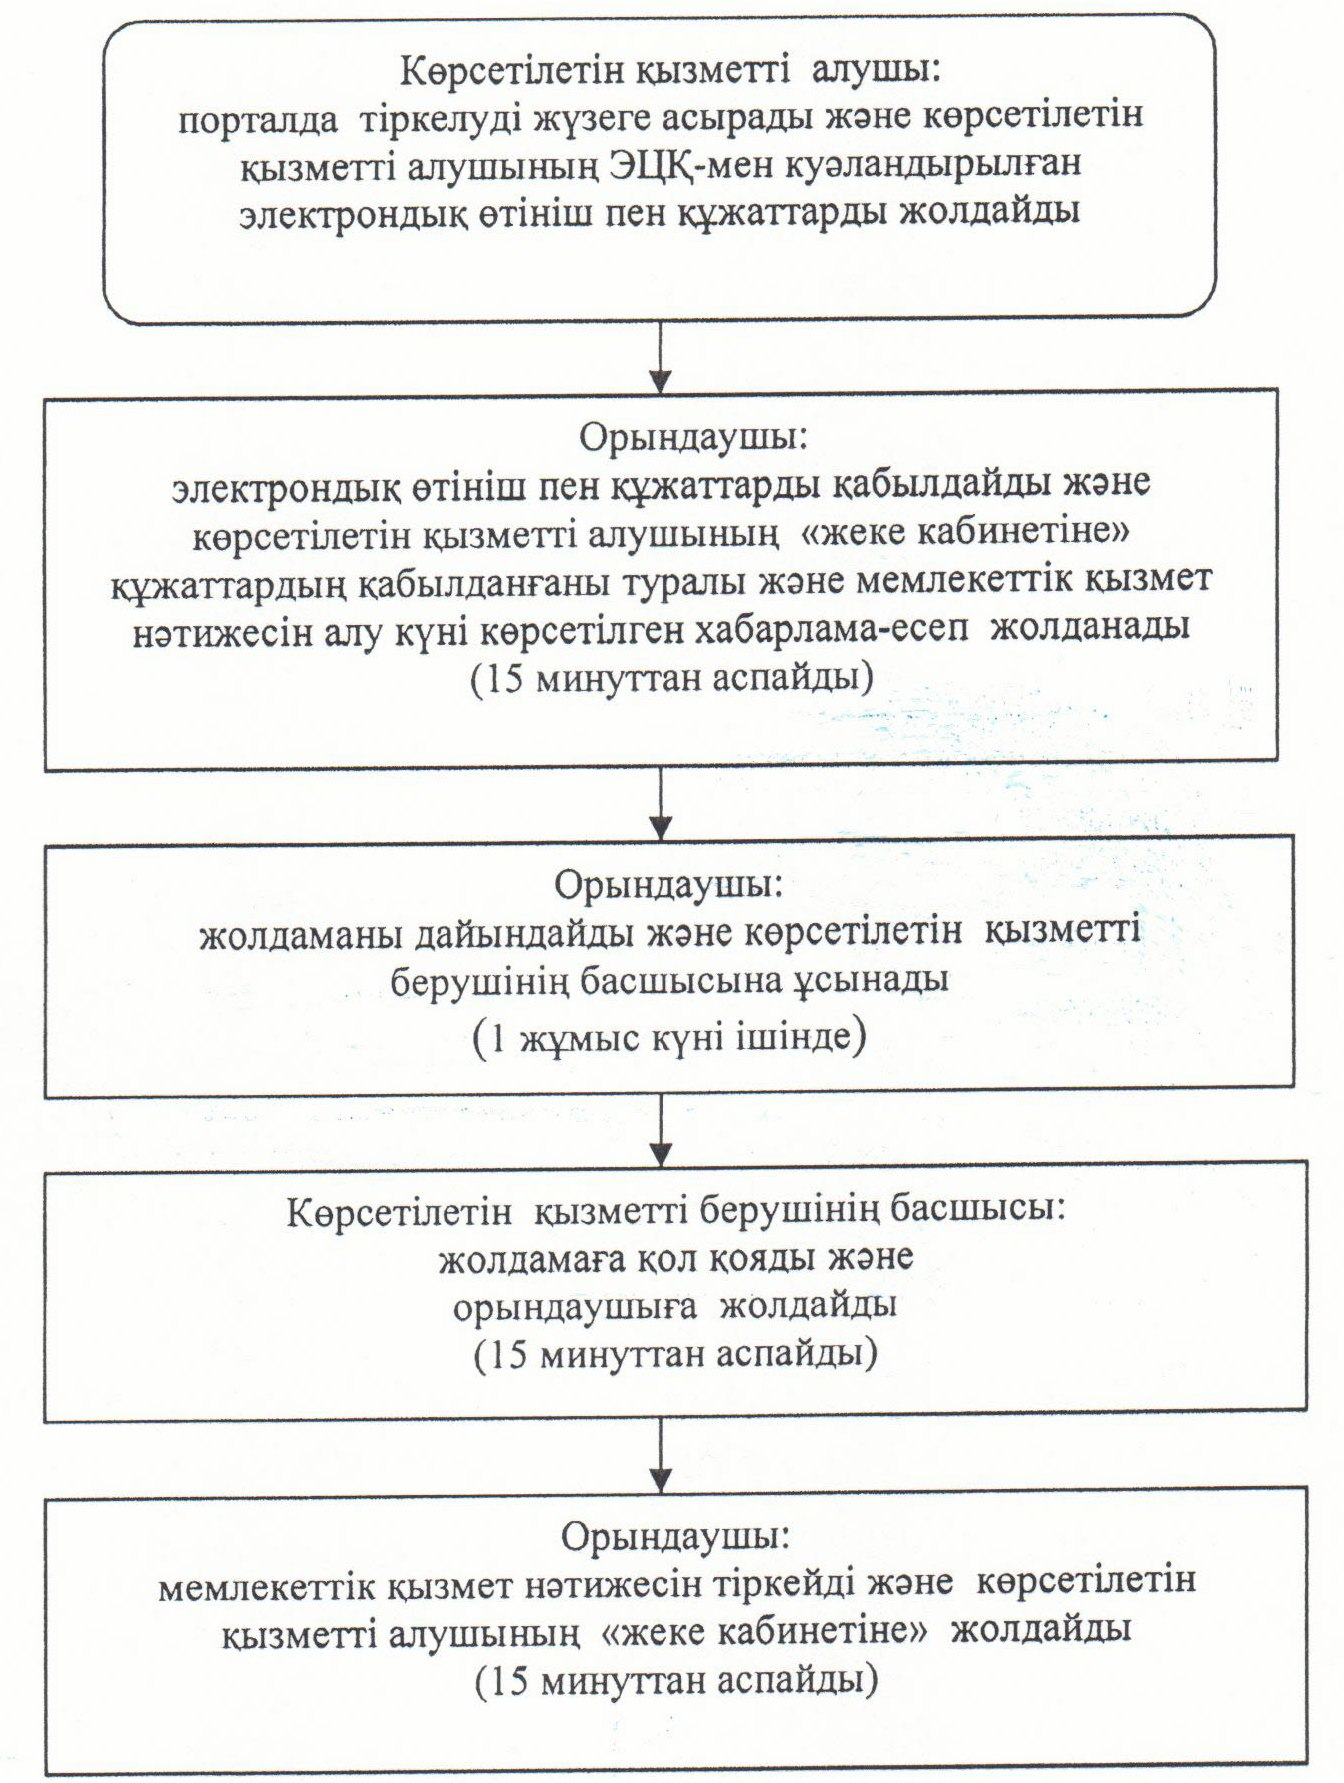 Көрсетілетін қызметті алушы:
порталда тіркелуді жүзеге асырады және көрсетілетін
қызметті алушының ЭЦҚ-мен куәландырылған
электрондық өтініш пен құжаттарды жолдайды
Орындаушы:
электрондық өтініш пен құжаттарды қабылдайды және
көрсетілетін қызметті алушының «жеке кабинетіне»
құжаттардың қабылданғаны туралы және мемлекеттік қызмет
нәтижесін алу күні көрсетілген хабарлама-есеп жолданады
(15 минуттан аспайды)
Орындаушы:
жолдаманы дайындайды және көрсетілетін қызметті
берушінің басшысына ұсынады
(1 жұмыс күні ішінде)
Көрсетілетін қызметті берушінің басшысы:
жолдамаға қол қояды және
орындаушыға жолдайды
(15 минуттан аспайды)
Орындаушы:
мемлекеттік қызмет нәтижесін тіркейді және көрсетілетін
қызметті алушының «жеке кабинетіне» жолдайды
(15 минуттан аспайды)